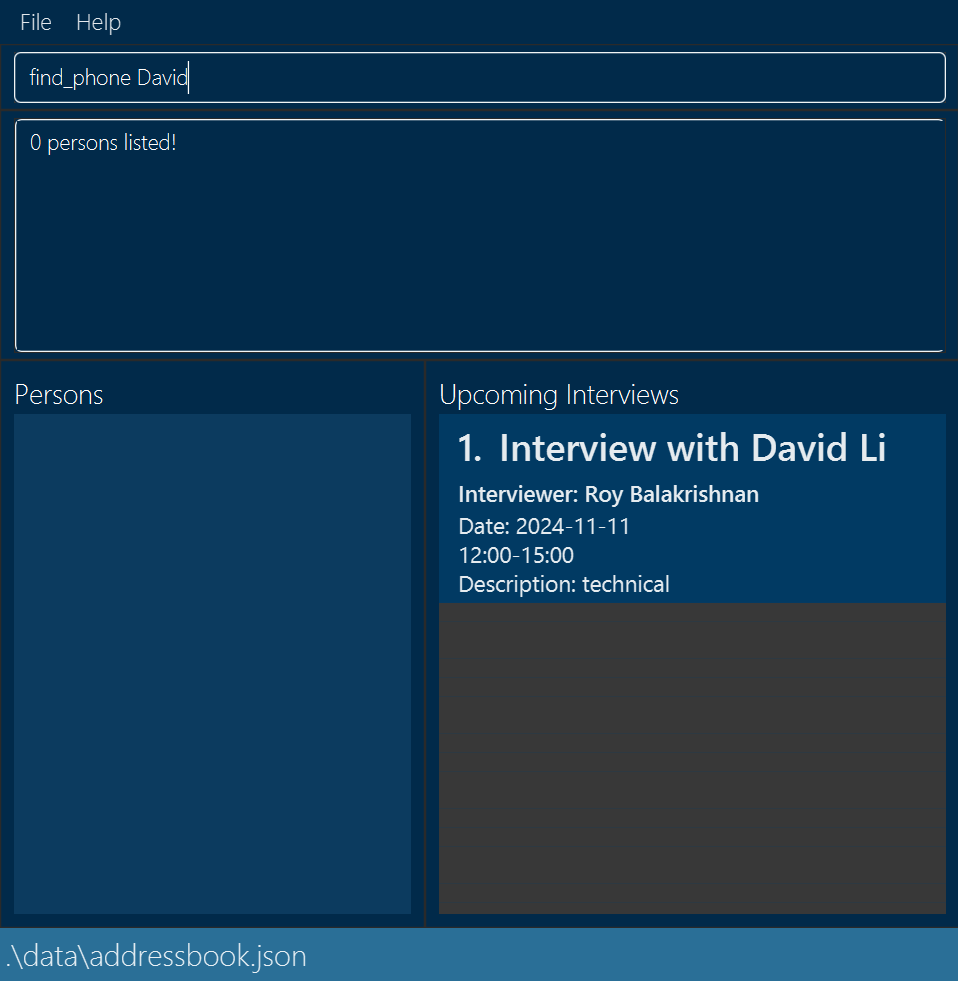 File Help
find_phone David
0 persons listed!
Persons
Upcoming Interviews
1. Interview with David Li
Interviewer: Roy Balakrishnan
Date: 2024-11-11
12:00-15:00
Description: technical
.\data\addressbook.json